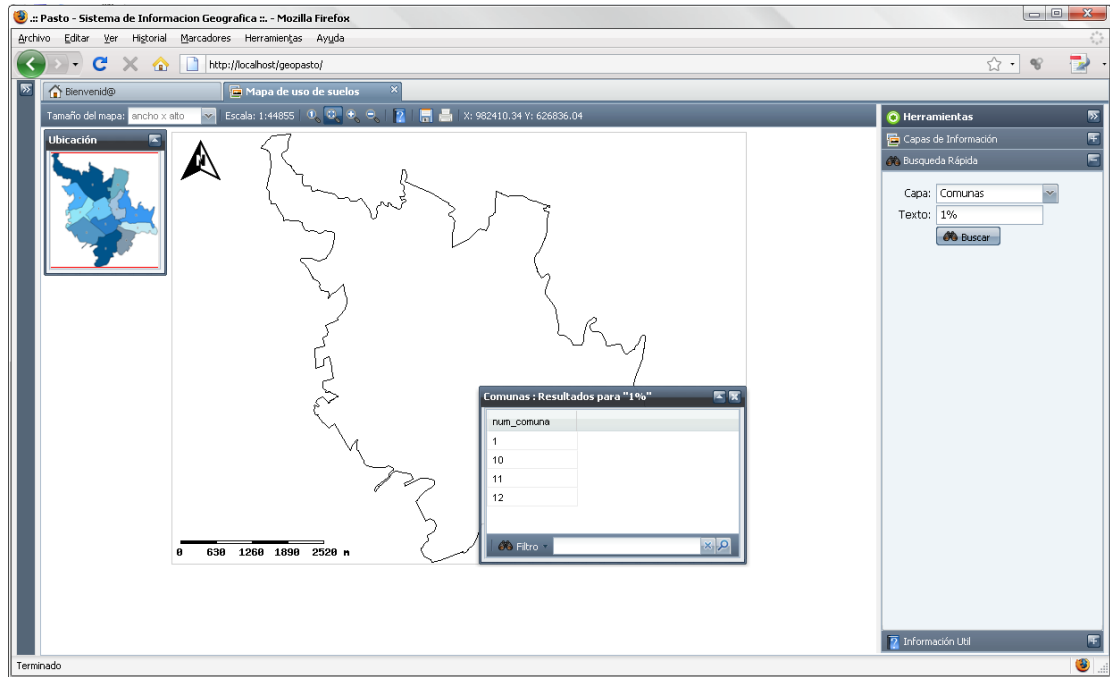 .:: Pasto - Sistema de Informacion Geografica ::. - Mozilla Firefox
Archivo Editar Ver Historial Marcadores Herramientas Ayuda
http://localhost/geopasto/
Bienvenid@ Mapa de uso de suelos
Tamaño del mapa: ancho x alto Escala: 1:44855 X: 982410.34 Y: 626836.04
Ubicación
N
Herramientas
Capas de Información
Busqueda Rápida
Capa: Comunas
Texto: 1%
Buscar
Comunas : Resultados para "1%"
num_comuna
1
10
11
12
Filtro
0 630 1260 1890 2520 m
Información Util
Terminado